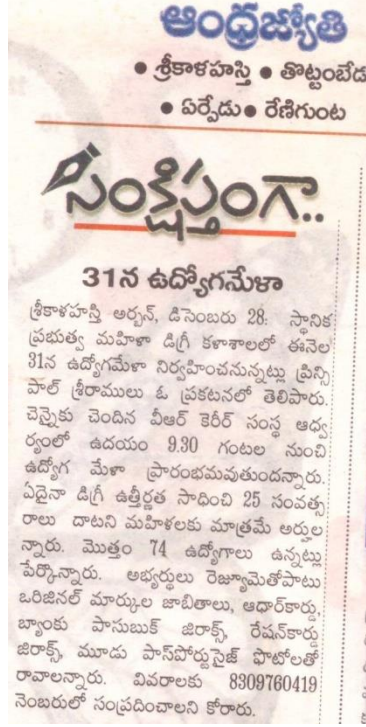 ఆంధ్రజ్యోతి
• శ్రీకాళహస్తి • తొట్టంబేడు
• ఏర్పేడు • రేణిగుంట
సంక్షిప్తంగా..
31న ఉద్యోగమేళా
శ్రీకాళహస్తి అర్బన్, డిసెంబరు 28: స్థానిక
ప్రభుత్వ మహిళా డిగ్రీ కళాశాలలో ఈనెల
31న ఉద్యోగమేళా నిర్వహించనున్నట్లు ప్రిన్సి
పాల్ శ్రీరాములు ఓ ప్రకటనలో తెలిపారు.
చెన్నైకు చెందిన వీఆర్ కెరీర్ సంస్థ ఆధ్వ
ర్యంలో ఉదయం 9.30 గంటల నుంచి
ఉద్యోగ మేళా ప్రారంభమవుతుందన్నారు.
ఏదైనా డిగ్రీ ఉత్తీర్ణత సాధించి 25 సంవత్స
రాలు దాటని మహిళలకు మాత్రమే అర్హుల
న్నారు. మొత్తం 74 ఉద్యోగాలు ఉన్నట్లు
పేర్కొన్నారు. అభ్యర్థులు రెజ్యూమెతోపాటు
ఒరిజినల్ మార్కుల జాబితాలు, ఆధార్‌కార్డు,
బ్యాంకు పాసుబుక్ జిరాక్స్, రేషన్‌కార్డు
జిరాక్స్, మూడు పాస్‌పోర్టుసైజ్ ఫొటోలతో
రావాలన్నారు. వివరాలకు 8309760419
నెంబరులో సంప్రదించాలని కోరారు.